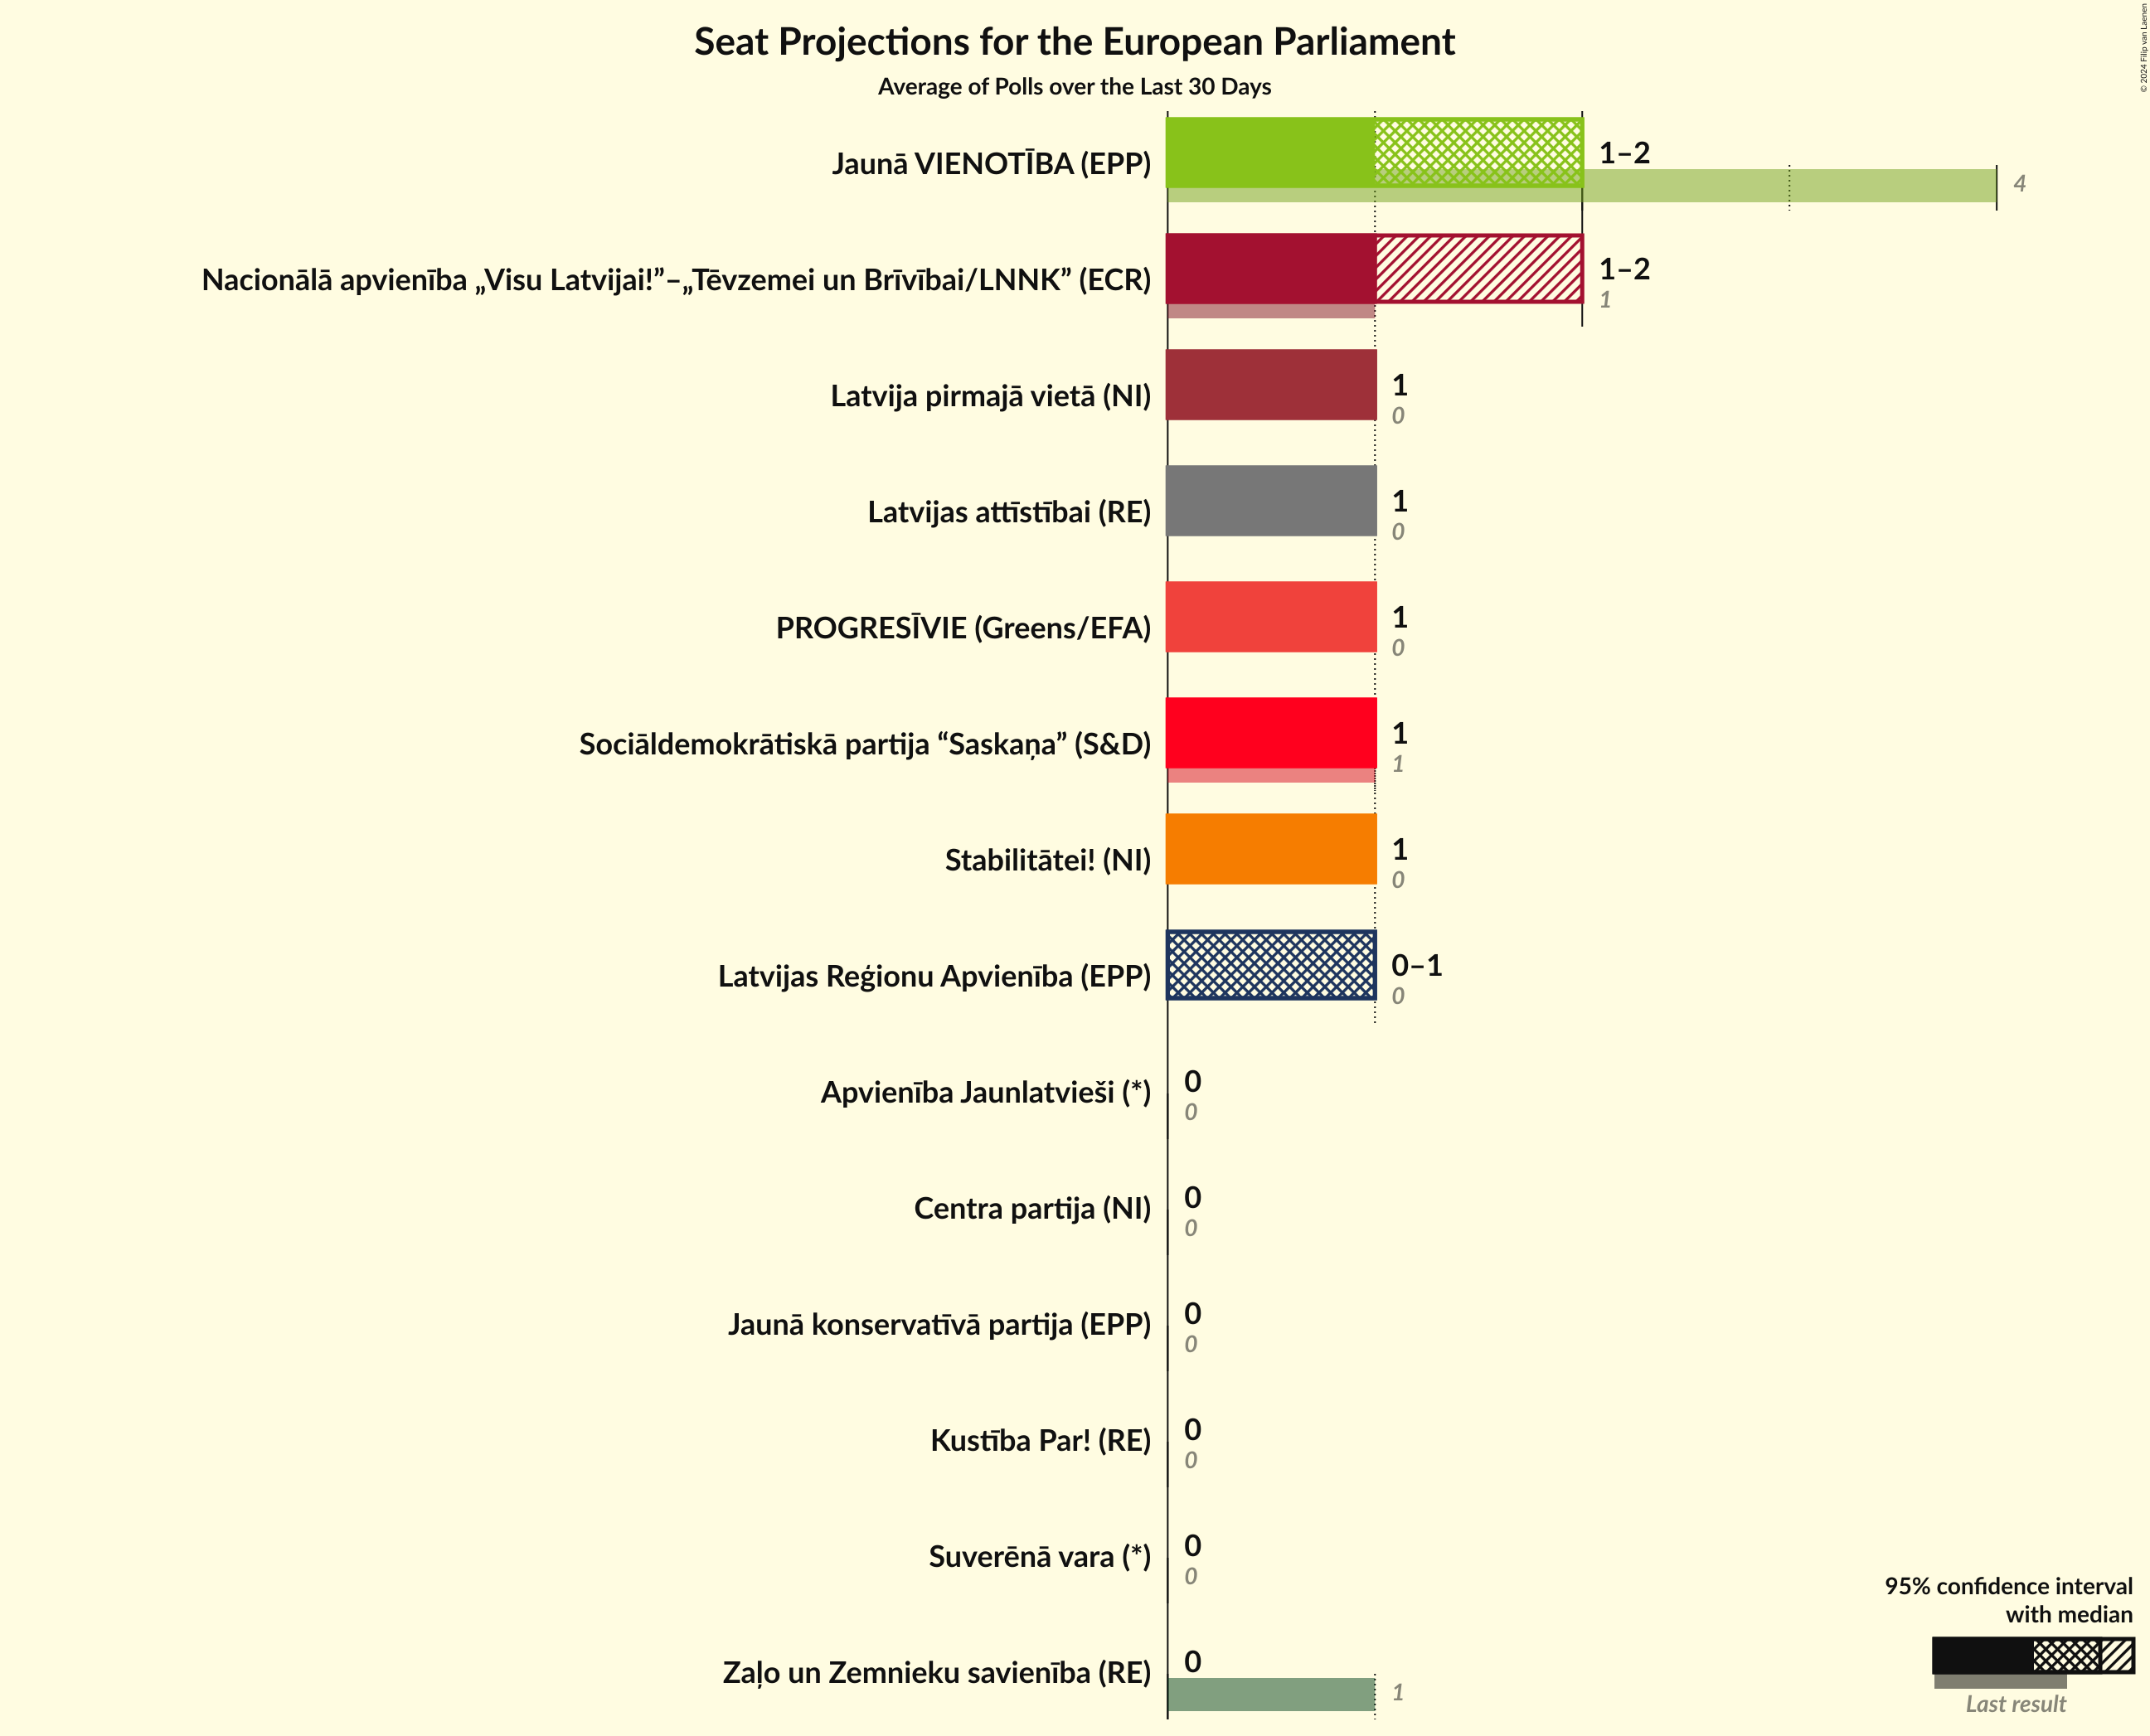 © 2024 Filip van Laenen
Seat Projections for the European Parliament
Average of Polls over the Last 30 Days
Jaunā VIENOTĪBA (EPP)
1–2
4
Nacionālā apvienība „Visu Latvijai!”–„Tēvzemei un Brīvībai/LNNK” (ECR)
1–2
1
Latvija pirmajā vietā (NI)
1
0
Latvijas attīstībai (RE)
1
0
PROGRESĪVIE (Greens/EFA)
1
0
Sociāldemokrātiskā partija “Saskaņa” (S&D)
1
1
Stabilitātei! (NI)
1
0
Latvijas Reģionu Apvienība (EPP)
0–1
0
Apvienība Jaunlatvieši (*)
0
0
Centra partija (NI)
0
0
Jaunā konservatīvā partija (EPP)
0
0
Kustība Par! (RE)
0
0
Suverēnā vara (*)
0
0
Zaļo un Zemnieku savienība (RE)
0
1
95% confidence interval
with median
Last result